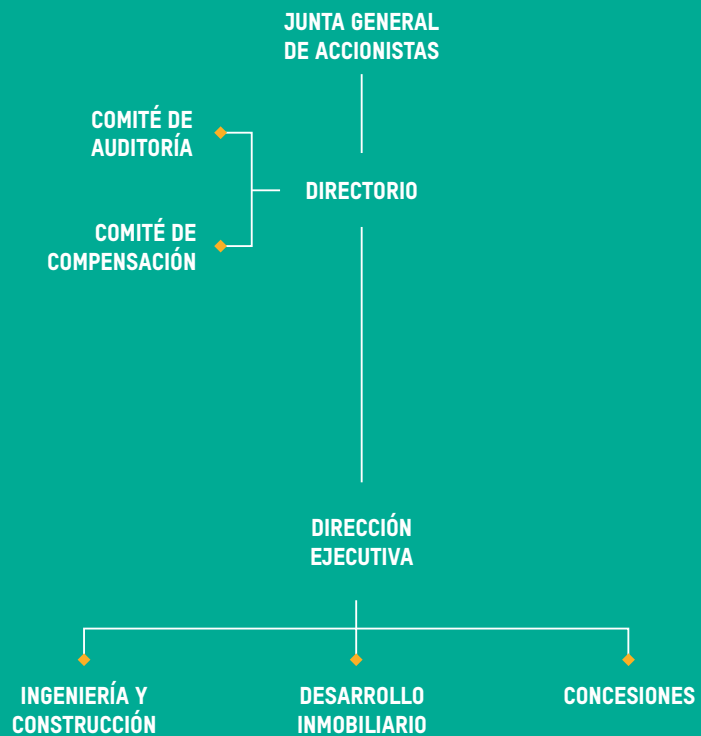 JUNTA GENERAL
DE ACCIONISTAS
COMITÉ DE
AUDITORÍA
DIRECTORIO
COMITÉ DE
COMPENSACIÓN
DIRECCIÓN
EJECUTIVA
INGENIERÍA Y
CONSTRUCCIÓN
DESARROLLO
INMOBILIARIO
CONCESIONES